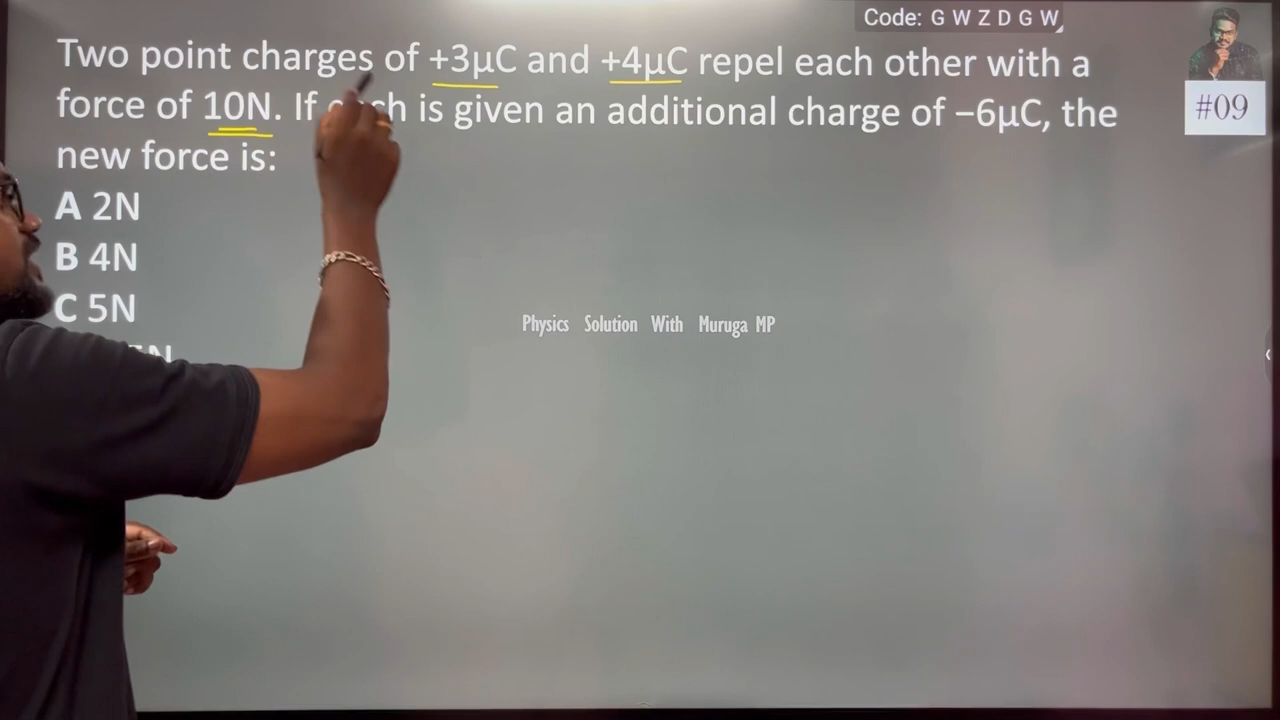 Code: G W Z D G W
Two point charges of +3µC and +4µC repel each other with a
force of 10N. If is given an additional charge of −6µC, the
new force is:
A 2N
B 4N
C 5N
#09
Physics Solution With Muruga MP